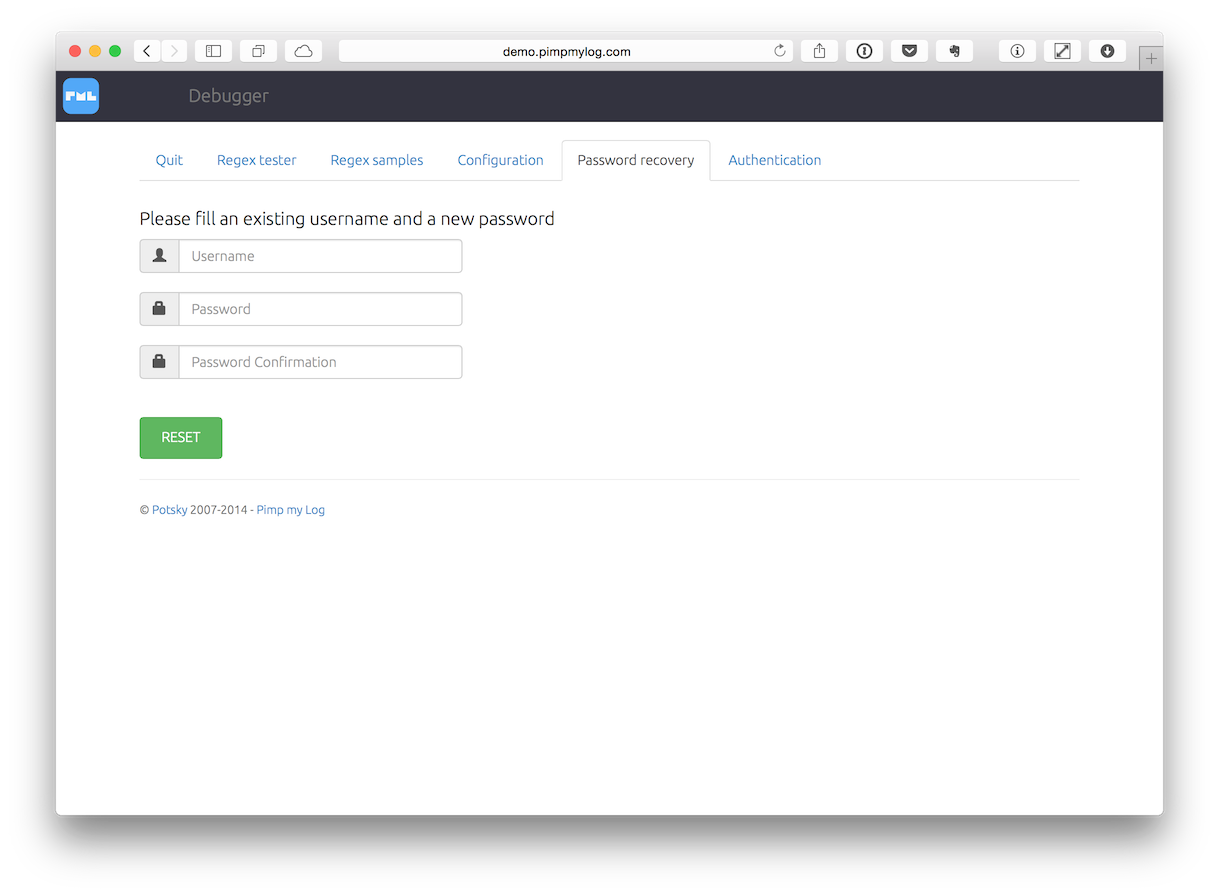 demo.pimpmylog.com
PML
Debugger
Quit
Regex tester
Regex samples
Configuration
Password recovery
Authentication
Please fill an existing username and a new password
Username
Password
Password Confirmation
RESET
© Potsky 2007-2014 - Pimp my Log